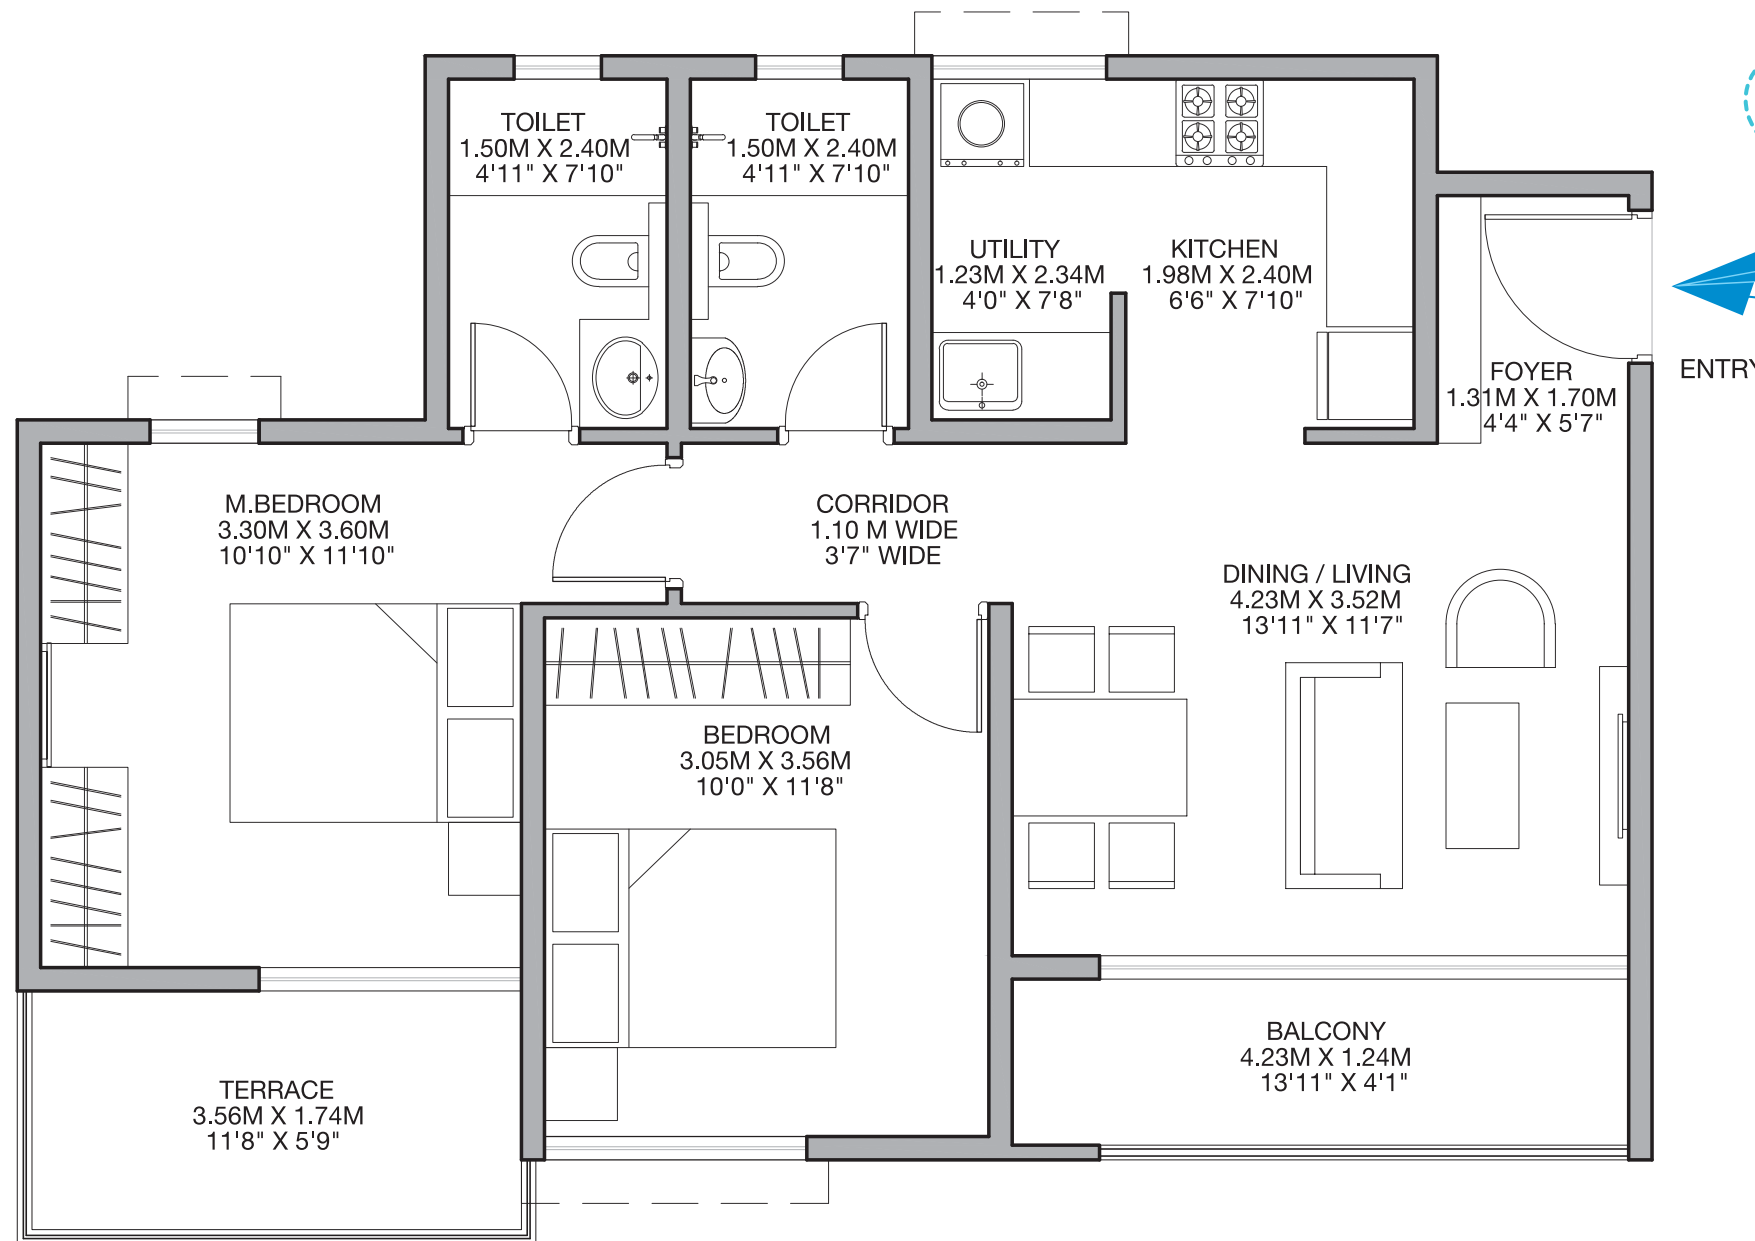 TOILET
1.50M X 2.40M
4'11" X 7'10"
TOILET
1.50M X 2.40M
4'11" X 7'10"
UTILITY
1.23M X 2.34M
4'0" X 7'8"
KITCHEN
1.98M X 2.40M
6'6" X 7'10"
FOYER
1.31M X 1.70M
4'4" X 5'7"
ENTRY
M.BEDROOM
3.30M X 3.60M
10'10" X 11'10"
CORRIDOR
1.10 M WIDE
3'7" WIDE
DINING / LIVING
4.23M X 3.52M
13'11" X 11'7"
BEDROOM
3.05M X 3.56M
10'0" X 11'8"
BALCONY
4.23M X 1.24M
13'11" X 4'1"
TERRACE
3.56M X 1.74M
11'8" X 5'9"